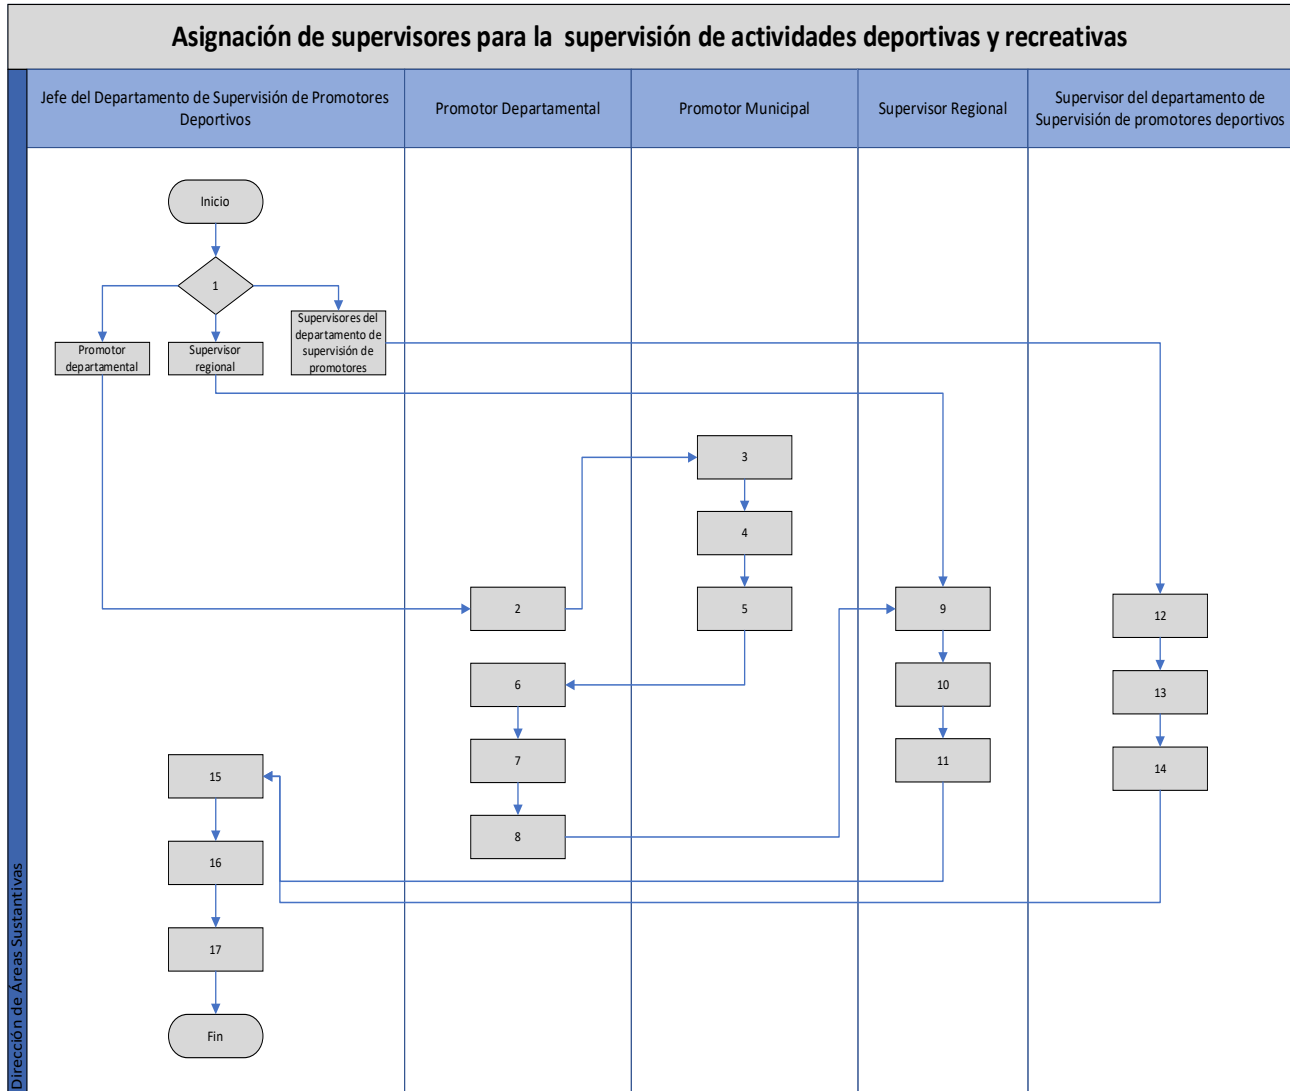 Asignación de supervisores para la supervisión de actividades deportivas y recreativas
Jefe del Departamento de Supervisión de Promotores
Deportivos
Promotor Departamental
Promotor Municipal
Supervisor Regional
Supervisor del departamento de
Supervisión de promotores deportivos
Inicio
1
Promotor
departamental
Supervisor
regional
Supervisores del
departamento de
supervisión de
promotores
3
4
2
5
9
12
6
10
13
7
11
14
15
8
16
17
Fin
Dirección de Áreas Sustantivas